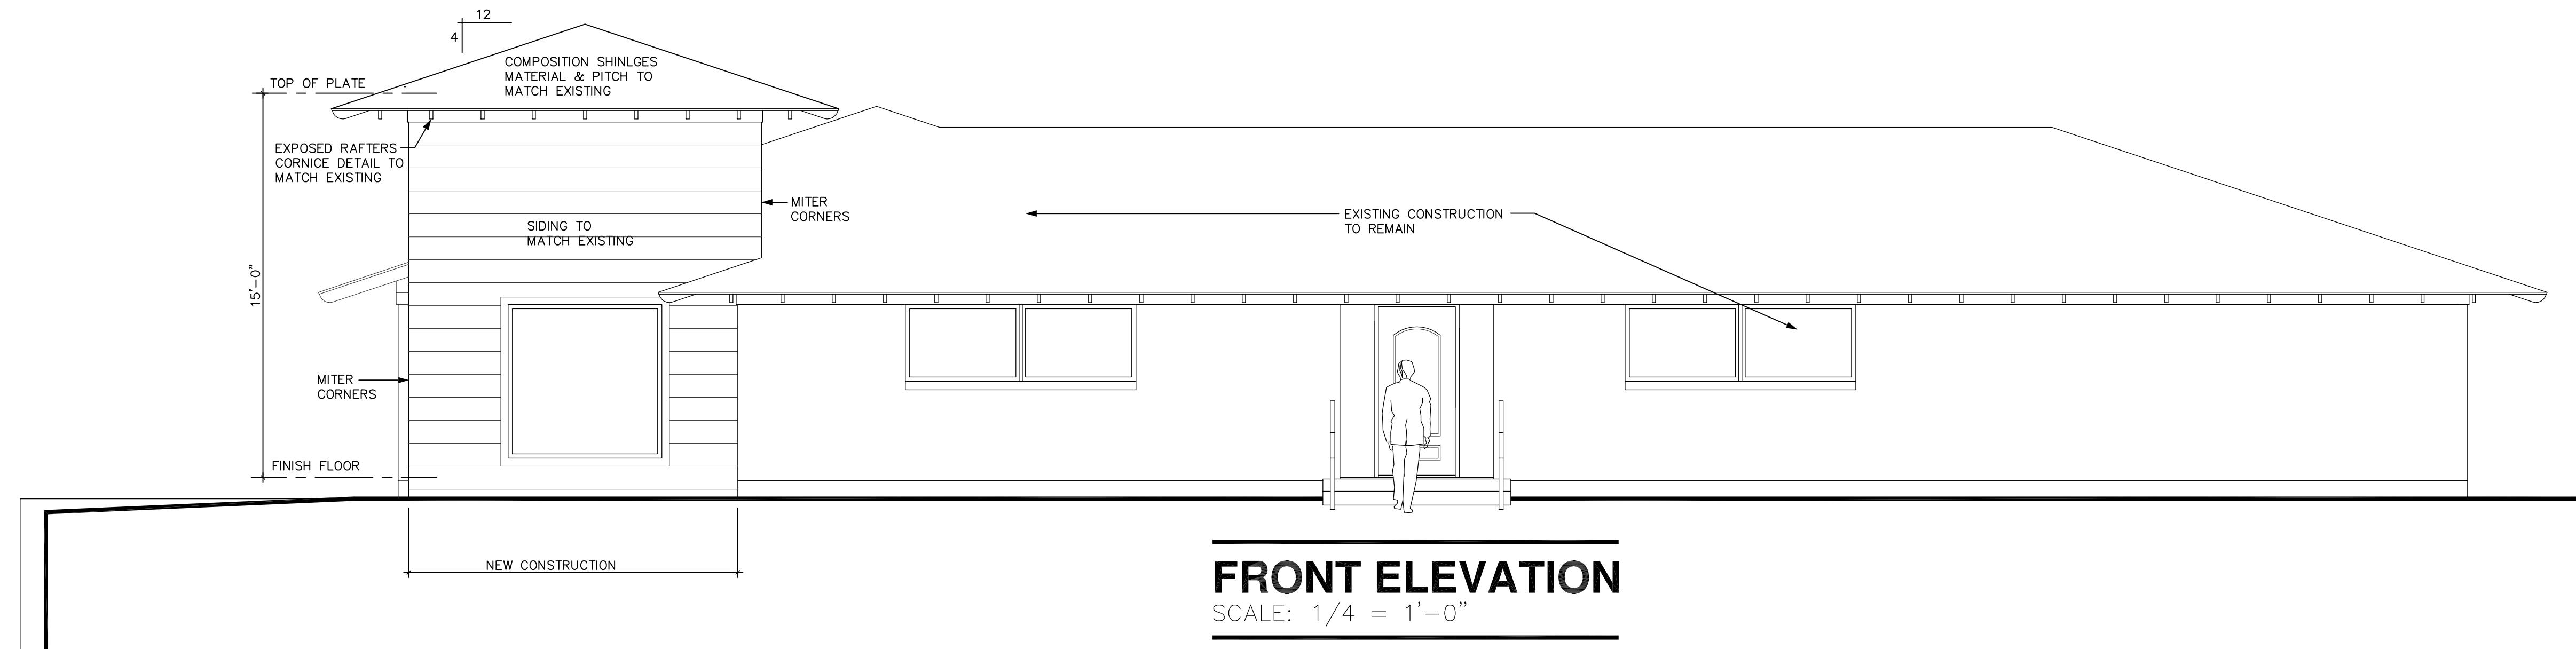 12
4
COMPOSITION SHINLGES
MATERIAL & PITCH TO
MATCH EXISTING
TOP OF PLATE
EXPOSED RAFTERS
CORNICE DETAIL TO
MATCH EXISTING
MITER
CORNERS
SIDING TO
MATCH EXISTING
EXISTING CONSTRUCTION
TO REMAIN
15'-0"
MITER
CORNERS
FINISH FLOOR
NEW CONSTRUCTION
FRONT ELEVATION
SCALE: 1/4 = 1'-0"